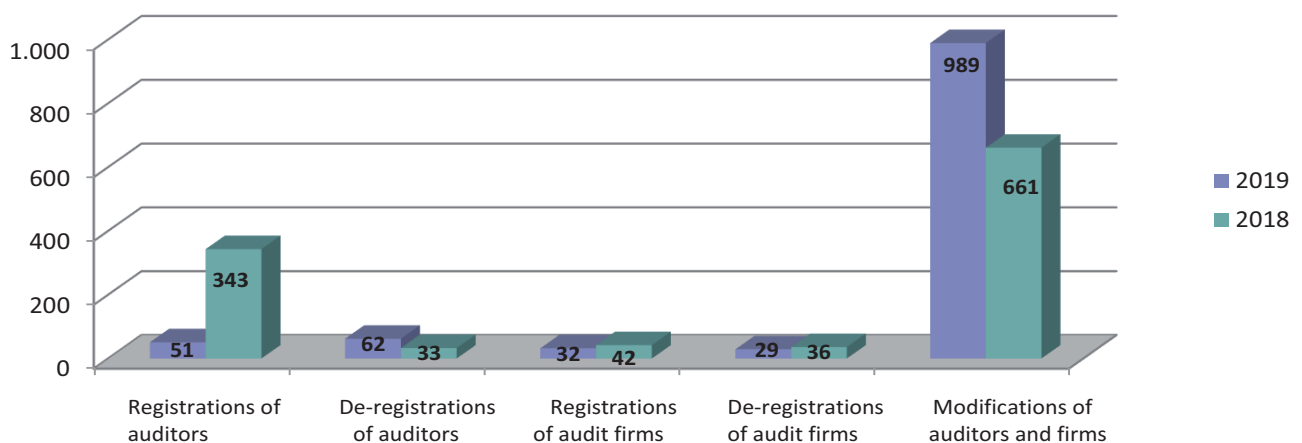 1.000
800
600
400
200
0
989
661
343
51
62
33
32
42
29
36
2019
2018
Registrations of
auditors
De-registrations
of auditors
Registrations
of audit firms
De-registrations
of audit firms
Modifications of
auditors and firms